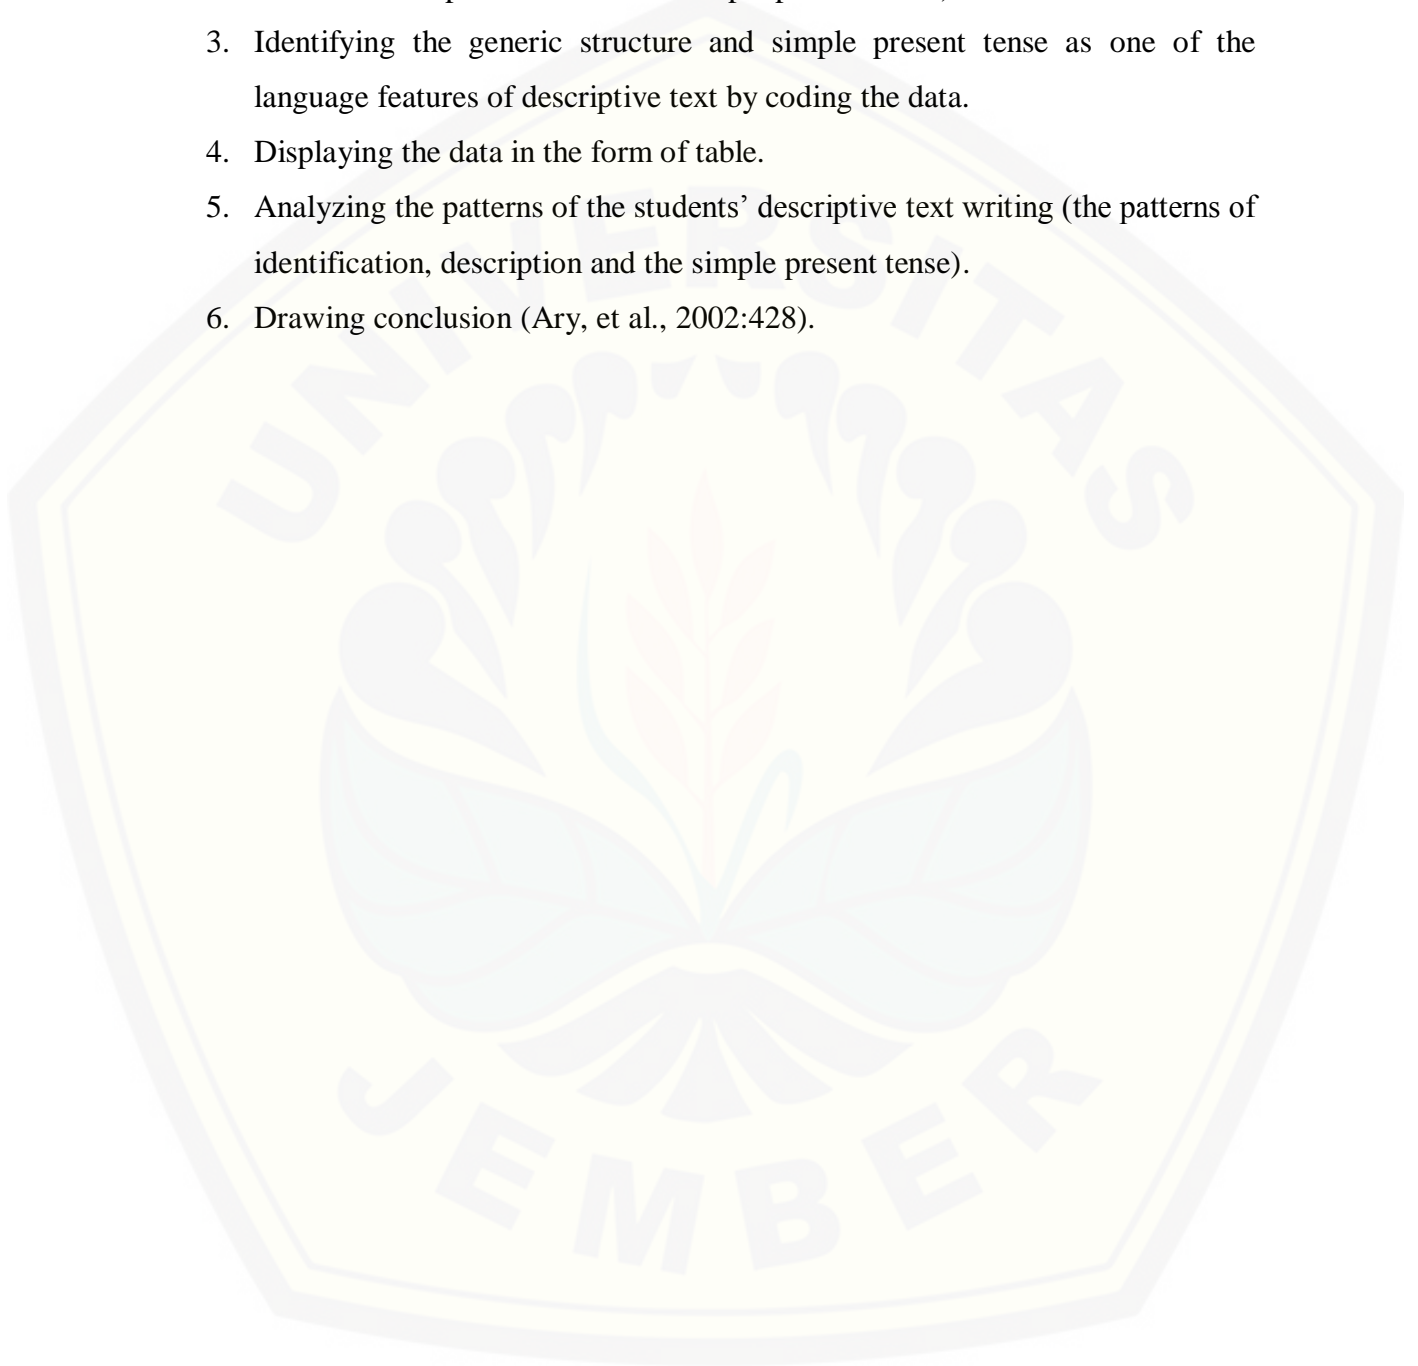 3. Identifying the generic structure and simple present tense as one of the
language features of descriptive text by coding the data.
4. Displaying the data in the form of table.
5. Analyzing the patterns of the students’ descriptive text writing (the patterns of
identification, description and the simple present tense).
6. Drawing conclusion (Ary, et al., 2002:428).
UNIVERSITAS
JEMBER